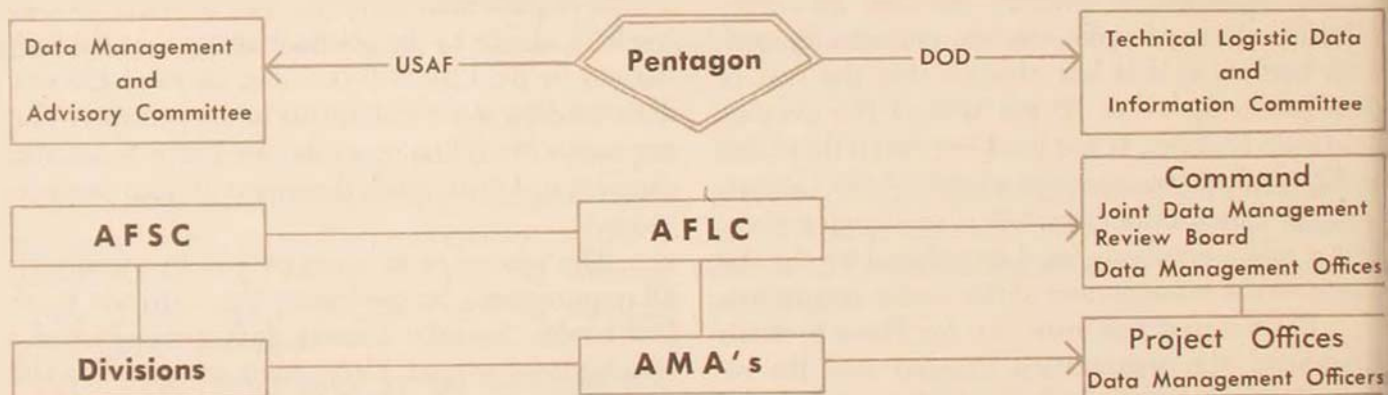 Data Management
and
Advisory Committee
USAF
Pentagon
DOD
Technical Logistic Data
and
Information Committee
AFSC
AFLC
Command
Joint Data Management
Review Board
Data Management Offices
Divisions
AMA's
Project Offices
Data Management Officers